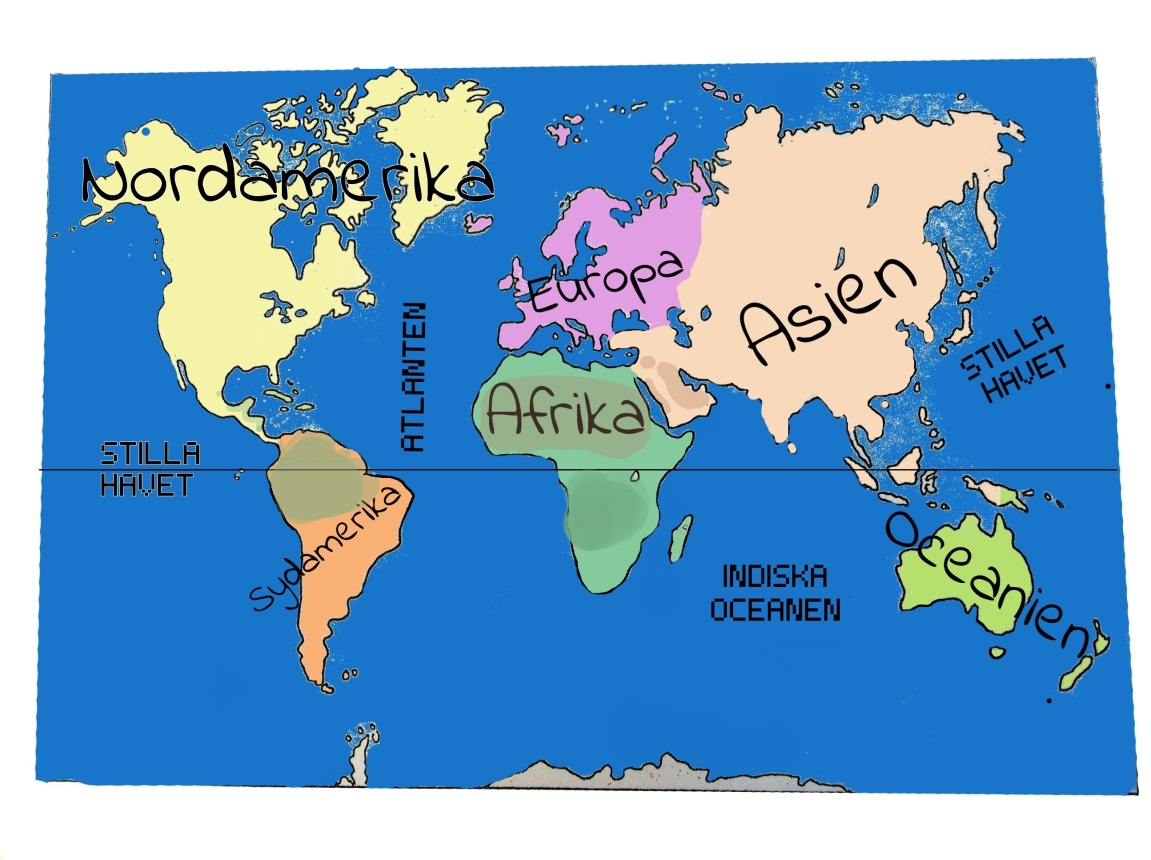 Nordamerika
Europa
Asien
ATLANTEN
STILLA
HAVET
Afrika
STILLA
HAVET
Sydamerika
Oceanien
INDISKA
OCEANEN